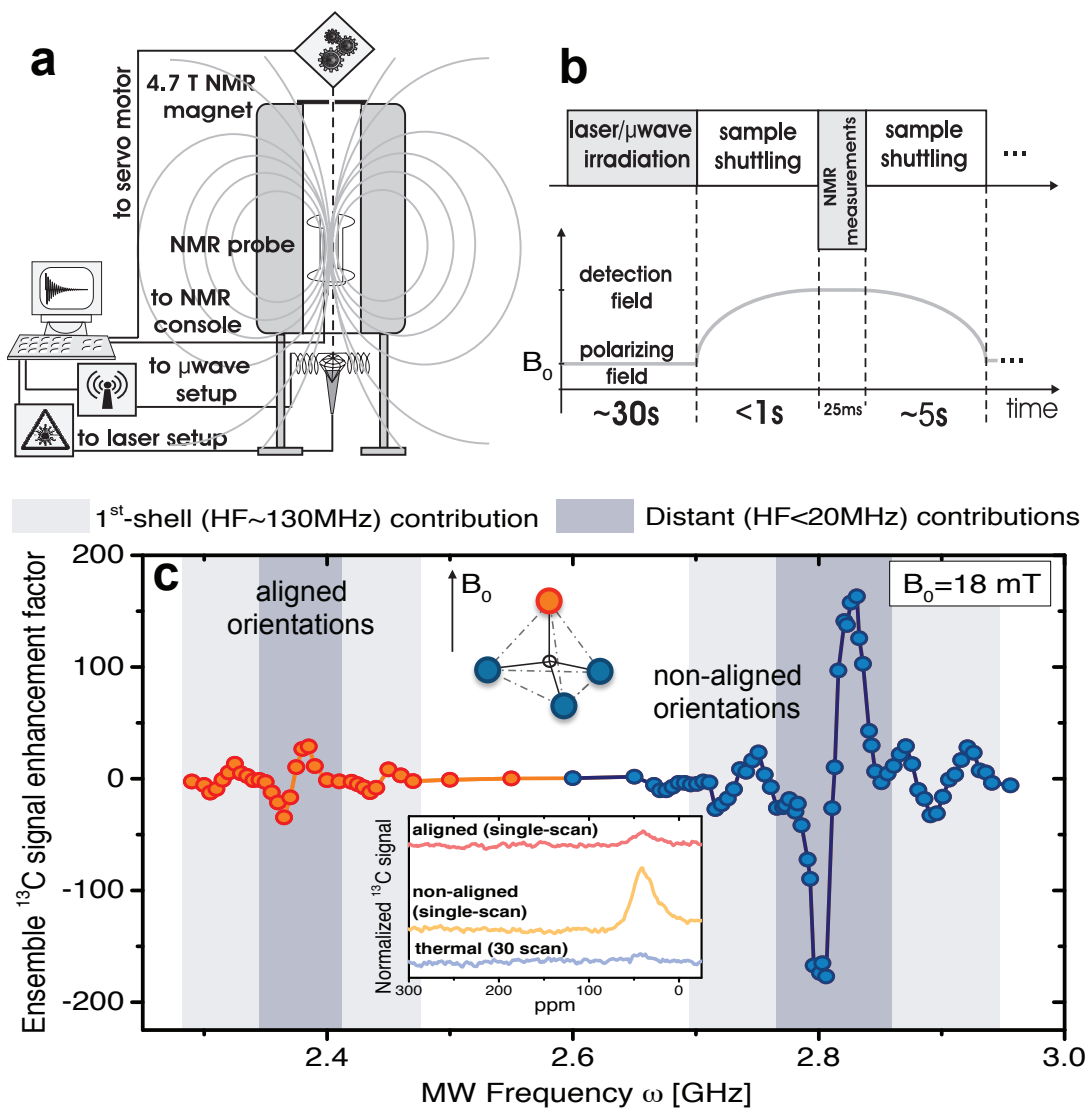 a
4.7 T NMR
magnet
to servo motor
NMR probe
to NMR
console
to μwave
setup
to laser setup
b
laser/μwave
irradiation
sample
shuttling
NMR
measurements
sample
shuttling
...
detection
field
polarizing
field
B0
...
~30s
<1s
25ms
~5s
time
1st-shell (HF~130MHz) contribution
Distant (HF<20MHz) contributions
c
aligned
orientations
B0
B0=18 mT
non-aligned
orientations
Ensemble 13C signal enhancement factor
200
100
0
-100
-200
2.4
2.6
2.8
3.0
MW Frequency ω [GHz]
Normalized 13C signal
aligned (single-scan)
non-aligned
(single-scan)
thermal (30 scan)
300
200
100
0
ppm